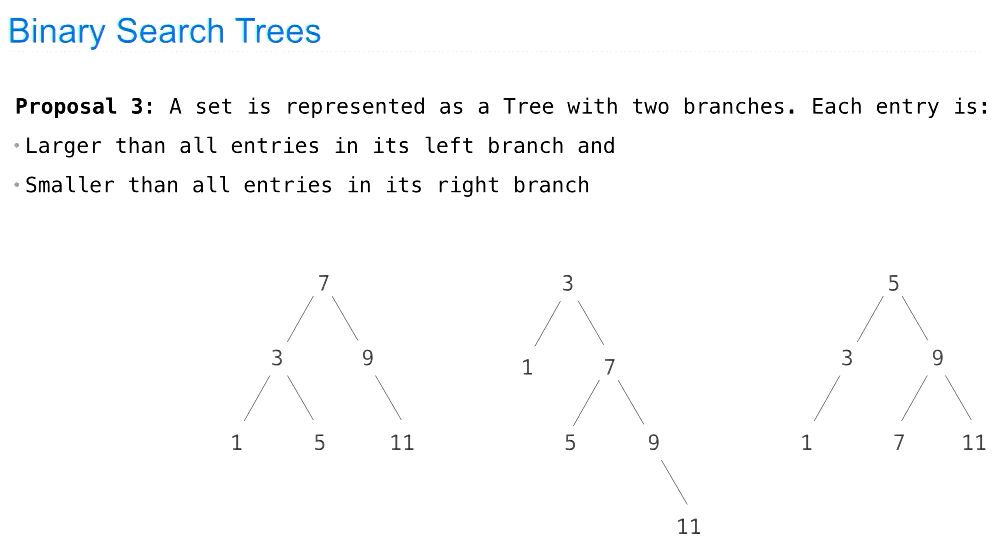 Binary Search Trees
Proposal 3: A set is represented as a Tree with two branches. Each entry is:
•Larger than all entries in its left branch and
•Smaller than all entries in its right branch
7 3 5
3 9 1 7 3 9
1 5 11 5 9 1 7 11
11